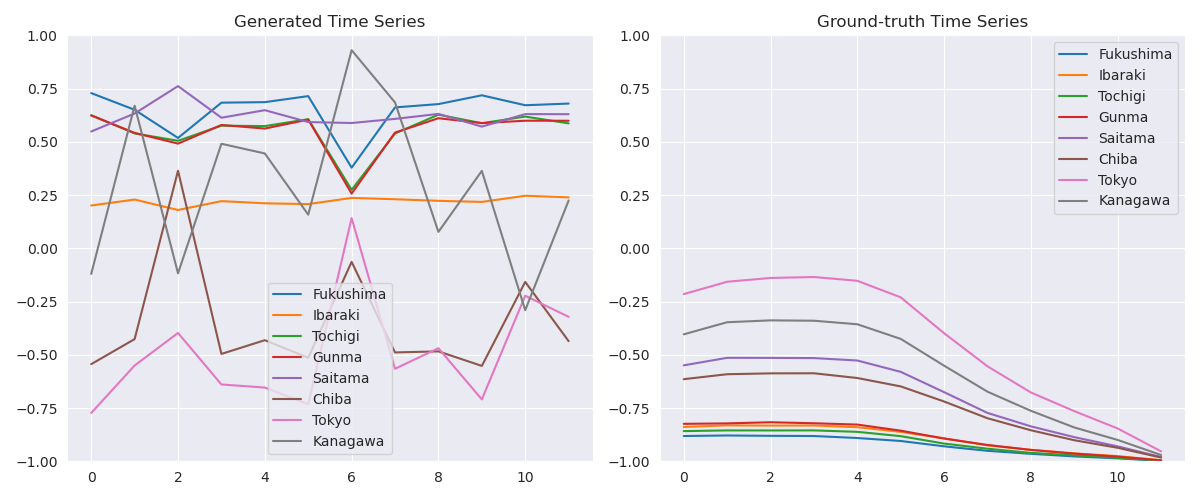 Generated Time Series
1.00
0.75
0.50
0.25
0.00
−0.25
−0.50
−0.75
−1.00
0 2 4 6 8 10
Fukushima
Ibaraki
Tochigi
Gunma
Saitama
Chiba
Tokyo
Kanagawa
Ground-truth Time Series
1.00
0.75
0.50
0.25
0.00
−0.25
−0.50
−0.75
−1.00
0 2 4 6 8 10
Fukushima
Ibaraki
Tochigi
Gunma
Saitama
Chiba
Tokyo
Kanagawa